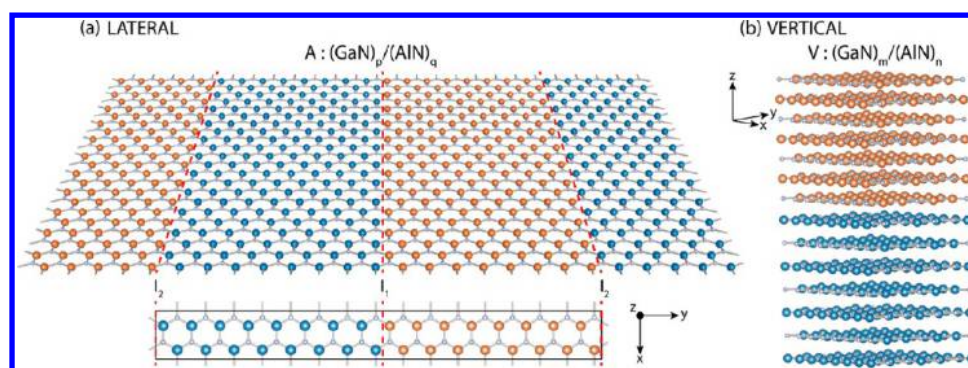 (a) LATERAL
A : (GaN)p/(AlN)q
I2
I1
I2
z
y
x
(b) VERTICAL
V : (GaN)m/(AlN)n
z
y
x